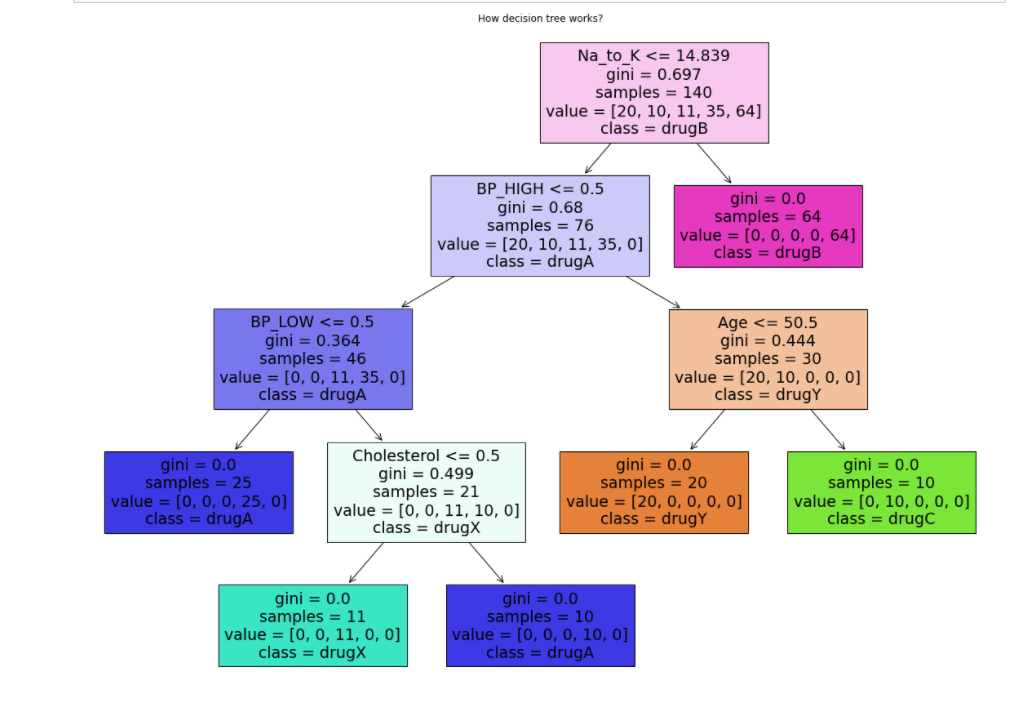 How decision tree works?
Na_to_K <= 14.839
gini = 0.697
samples = 140
value = [20, 10, 11, 35, 64]
class = drugB
BP_HIGH <= 0.5
gini = 0.68
samples = 76
value = [20, 10, 11, 35, 0]
class = drugA
gini = 0.0
samples = 64
value = [0, 0, 0, 0, 64]
class = drugB
BP_LOW <= 0.5
gini = 0.364
samples = 46
value = [0, 0, 11, 35, 0]
class = drugA
Age <= 50.5
gini = 0.444
samples = 30
value = [20, 10, 0, 0, 0]
class = drugY
gini = 0.0
samples = 25
value = [0, 0, 0, 25, 0]
class = drugA
Cholesterol <= 0.5
gini = 0.499
samples = 21
value = [0, 0, 11, 10, 0]
class = drugX
gini = 0.0
samples = 20
value = [20, 0, 0, 0, 0]
class = drugY
gini = 0.0
samples = 10
value = [0, 10, 0, 0, 0]
class = drugC
gini = 0.0
samples = 11
value = [0, 0, 11, 0, 0]
class = drugX
gini = 0.0
samples = 10
value = [0, 0, 0, 10, 0]
class = drugA